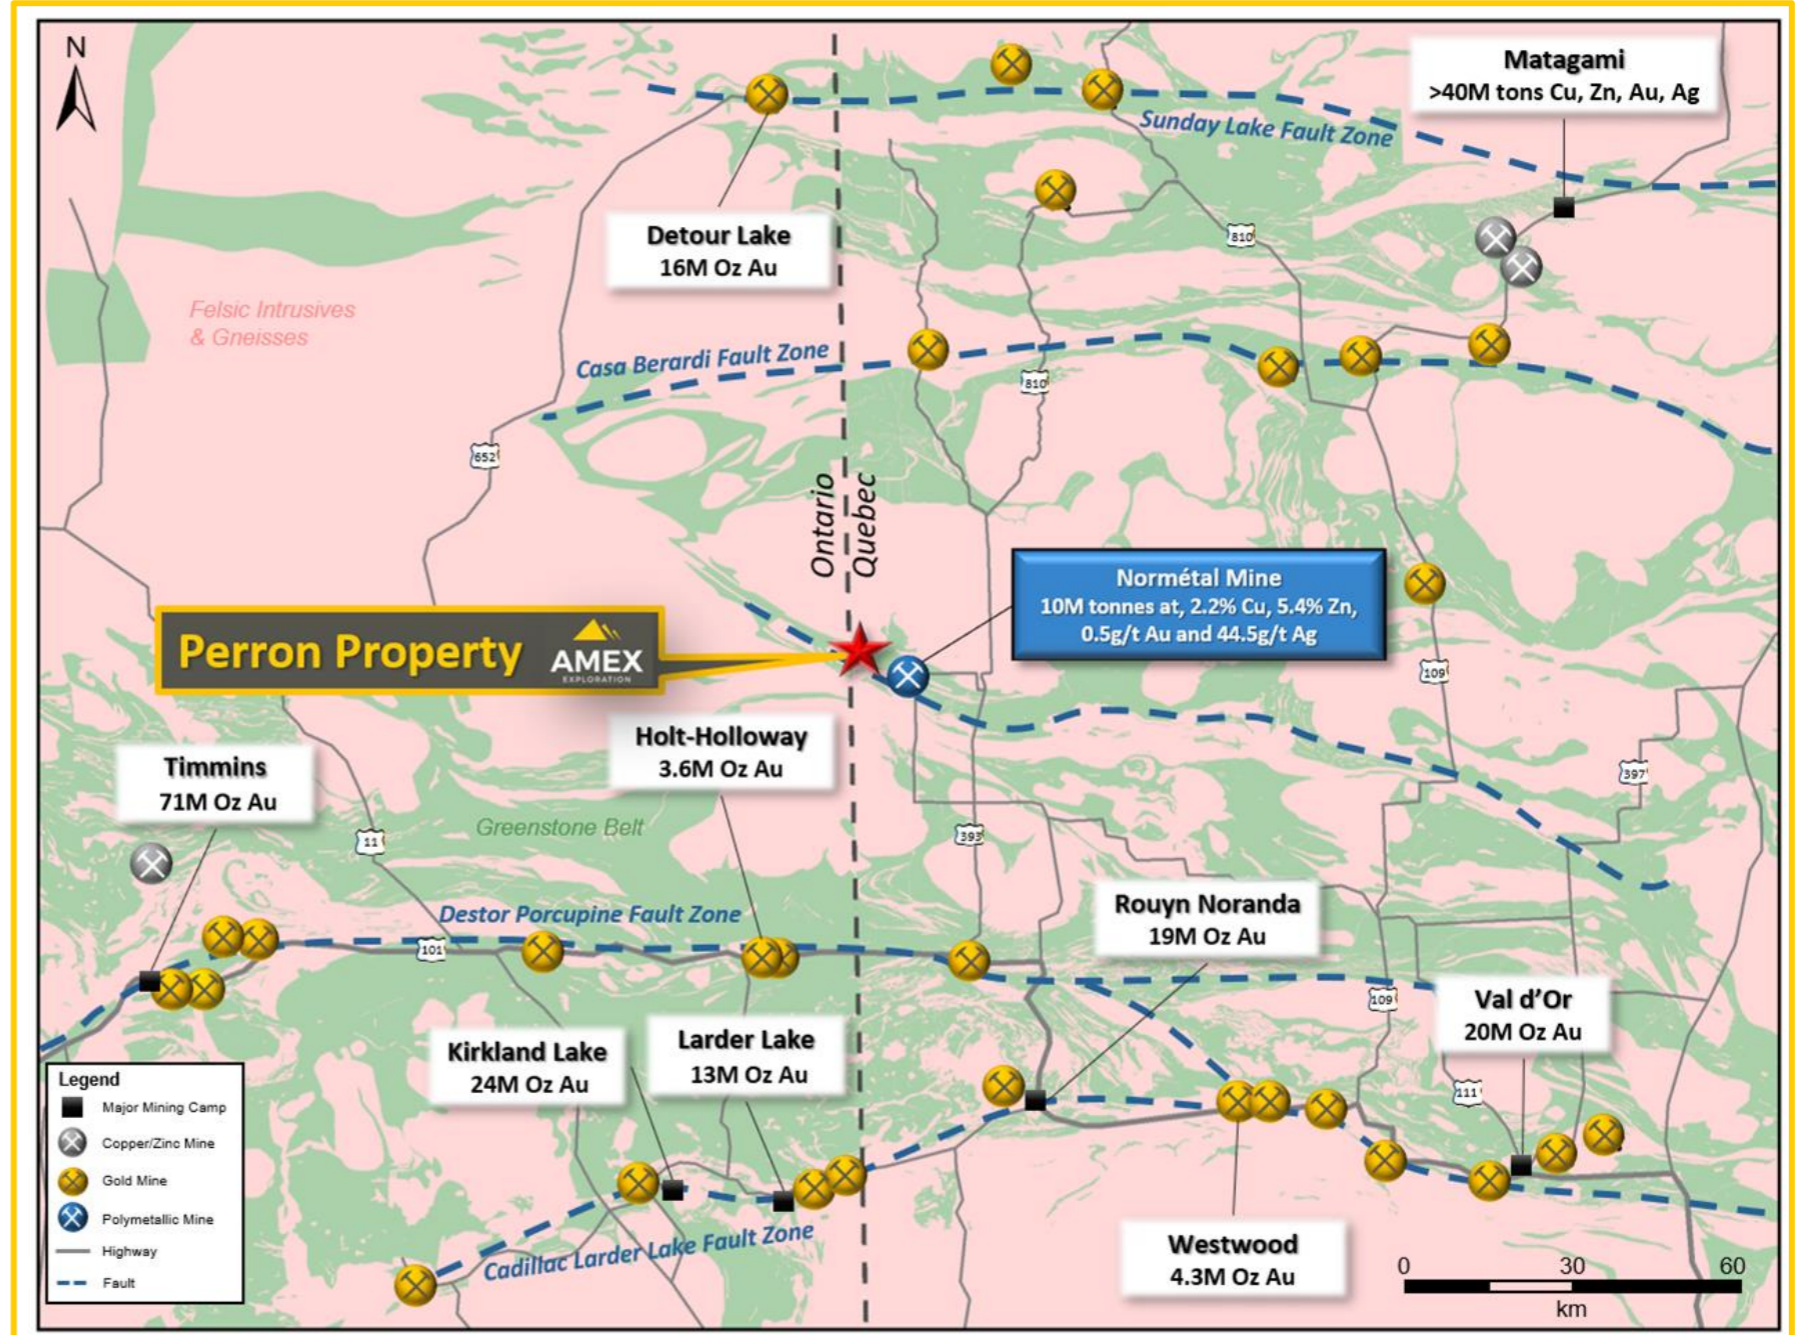 N
Matagami
>40M tons Cu, Zn, Au, Ag
Sunday Lake Fault Zone
Detour Lake
16M Oz Au
810
Felsic Intrusives
& Gneisses
Casa Berardi Fault Zone
810
652
Ontario
Quebec
Normétal Mine
10M tonnes at, 2.2% Cu, 5.4% Zn,
0.5g/t Au and 44.5g/t Ag
Perron Property
AMEX
EXPLORATION
109
Holt-Holloway
3.6M Oz Au
Timmins
71M Oz Au
397
Greenstone Belt
11
393
Destor Porcupine Fault Zone
101
Rouyn Noranda
19M Oz Au
109
Val d'Or
20M Oz Au
Kirkland Lake
24M Oz Au
Larder Lake
13M Oz Au
111
Legend
Major Mining Camp
Copper/Zinc Mine
Gold Mine
Polymetallic Mine
Highway
Fault
Cadillac Larder Lake Fault Zone
Westwood
4.3M Oz Au
0 30 60
km